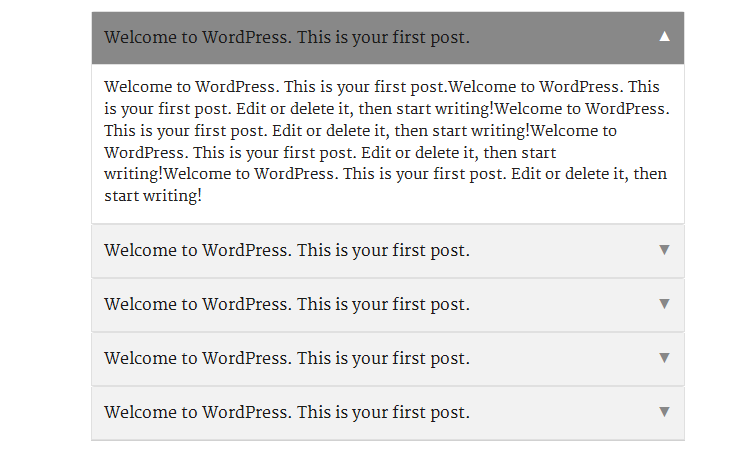 Welcome to WordPress. This is your first post.
Welcome to WordPress. This is your first post.Welcome to WordPress. This
is your first post. Edit or delete it, then start writing!Welcome to WordPress.
This is your first post. Edit or delete it, then start writing!Welcome to
WordPress. This is your first post. Edit or delete it, then start
writing!Welcome to WordPress. This is your first post. Edit or delete it, then
start writing!
Welcome to WordPress. This is your first post.
Welcome to WordPress. This is your first post.
Welcome to WordPress. This is your first post.
Welcome to WordPress. This is your first post.